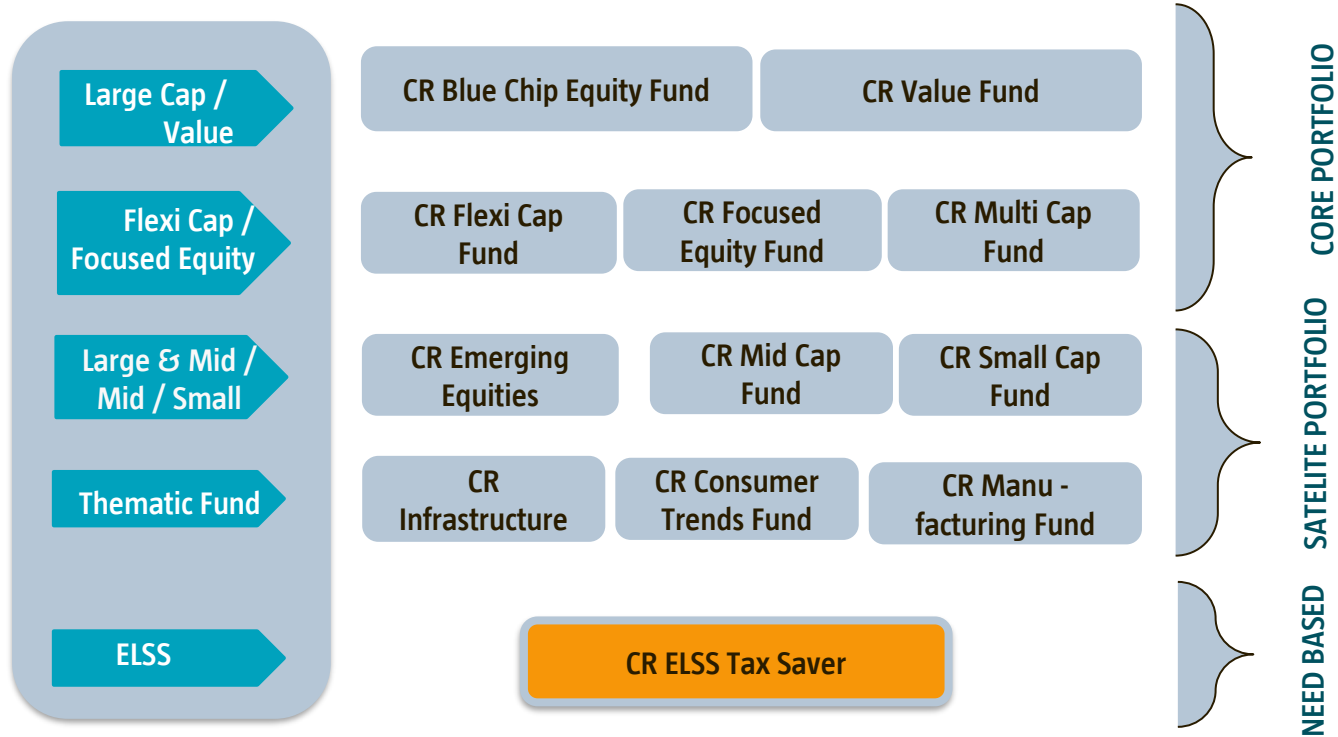 Large Cap /
Value
CR Blue Chip Equity Fund
CR Value Fund
CORE PORTFOLIO
Flexi Cap /
Focused Equity
CR Flexi Cap
Fund
CR Focused
Equity Fund
CR Multi Cap
Fund
Large & Mid /
Mid / Small
CR Emerging
Equities
CR Mid Cap
Fund
CR Small Cap
Fund
SATELITE PORTFOLIO
Thematic Fund
CR
Infrastructure
CR Consumer
Trends Fund
CR Manu -
facturing Fund
ELSS
CR ELSS Tax Saver
NEED BASED